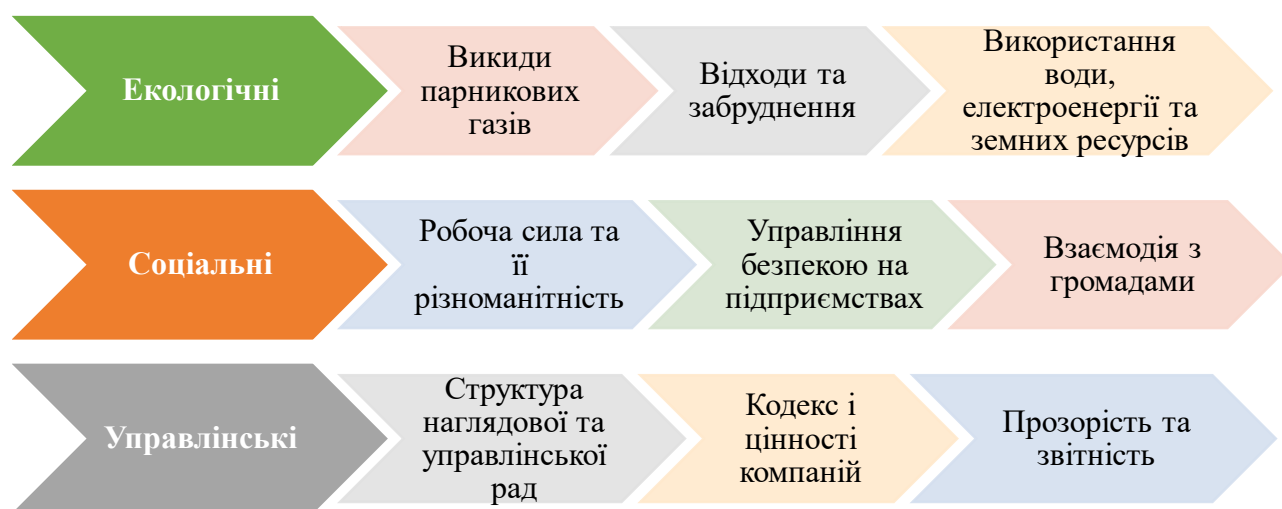 Екологічні
Викиди
парникових
газів
Відходи та
забруднення
Використання
води,
електроенергії та
земних ресурсів
Соціальні
Робоча сила та
її
різноманітність
Управління
безпекою на
підприємствах
Взаємодія з
громадами
Управлінські
Структура
наглядової та
управлінської
рад
Кодекс і
цінності
компаній
Прозорість та
звітність